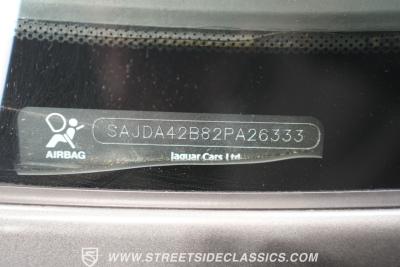 SAJDA42B82PA26333
AIRBAG
Jaguar Cars Ltd
WWW.STREETSIDECLASSICS.COM